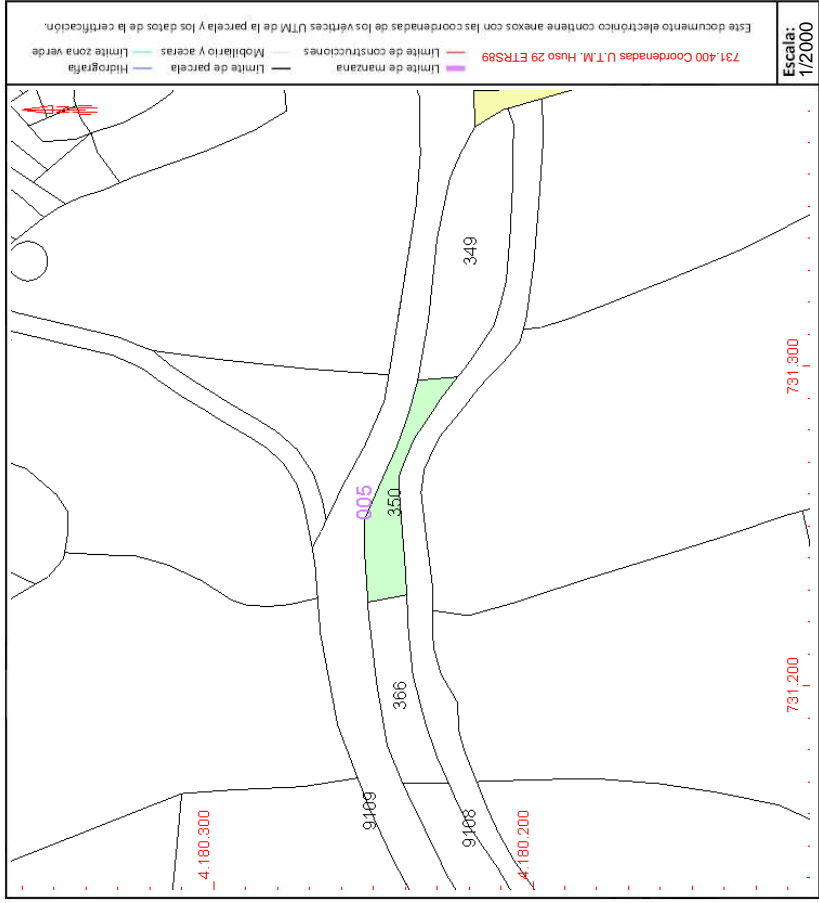 Escala:
1/2000
731.400 Coordenadas U.T.M. Huso 29 ETRS89
Límite de manzana
Límite de construcciones
Límite de parcela
Mobiliario y aceras
Hidrografía
Límite zona verde
Este documento electrónico contiene anexos con las coordenadas de los vértices UTM de la parcela y los datos de la certificación.
349
731.300
005
350
366
731.200
9109
9108
4.180.300
4.180.200